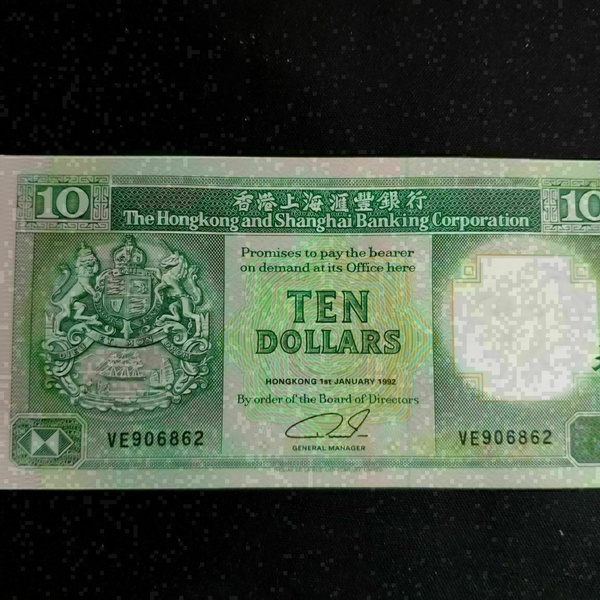 10 香港上海滙豐銀行 10
The Hongkong and Shanghai Banking Corporation
Promises to pay the bearer
on demand at its Office here
TEN
DOLLARS
HONGKONG 1st JANUARY 1992
By order of the Board of Directors
VE906862 VE906862
GENERAL MANAGER